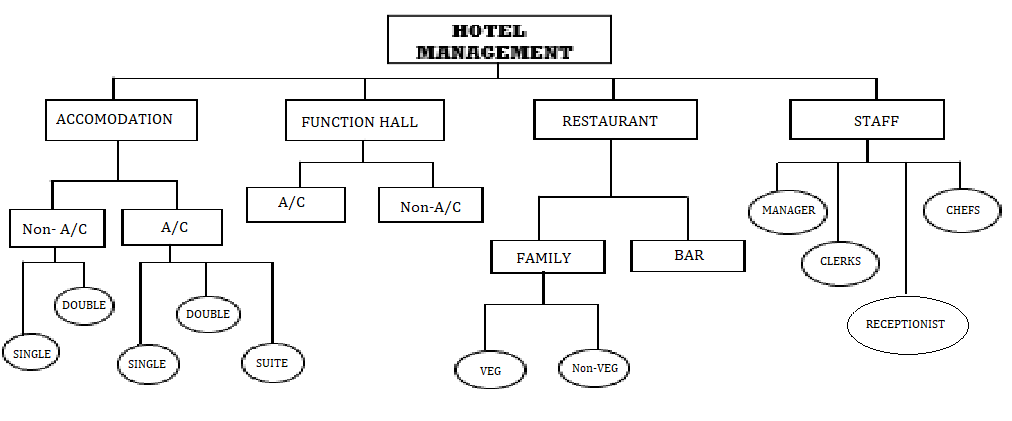 HOTEL
MANAGEMENT
ACCOMODATION
FUNCTION HALL
RESTAURANT
STAFF
Non- A/C
A/C
A/C
Non-A/C
FAMILY
BAR
MANAGER
CLERKS
RECEPTIONIST
CHEFS
SINGLE
DOUBLE
SINGLE
DOUBLE
SUITE
VEG
Non-VEG